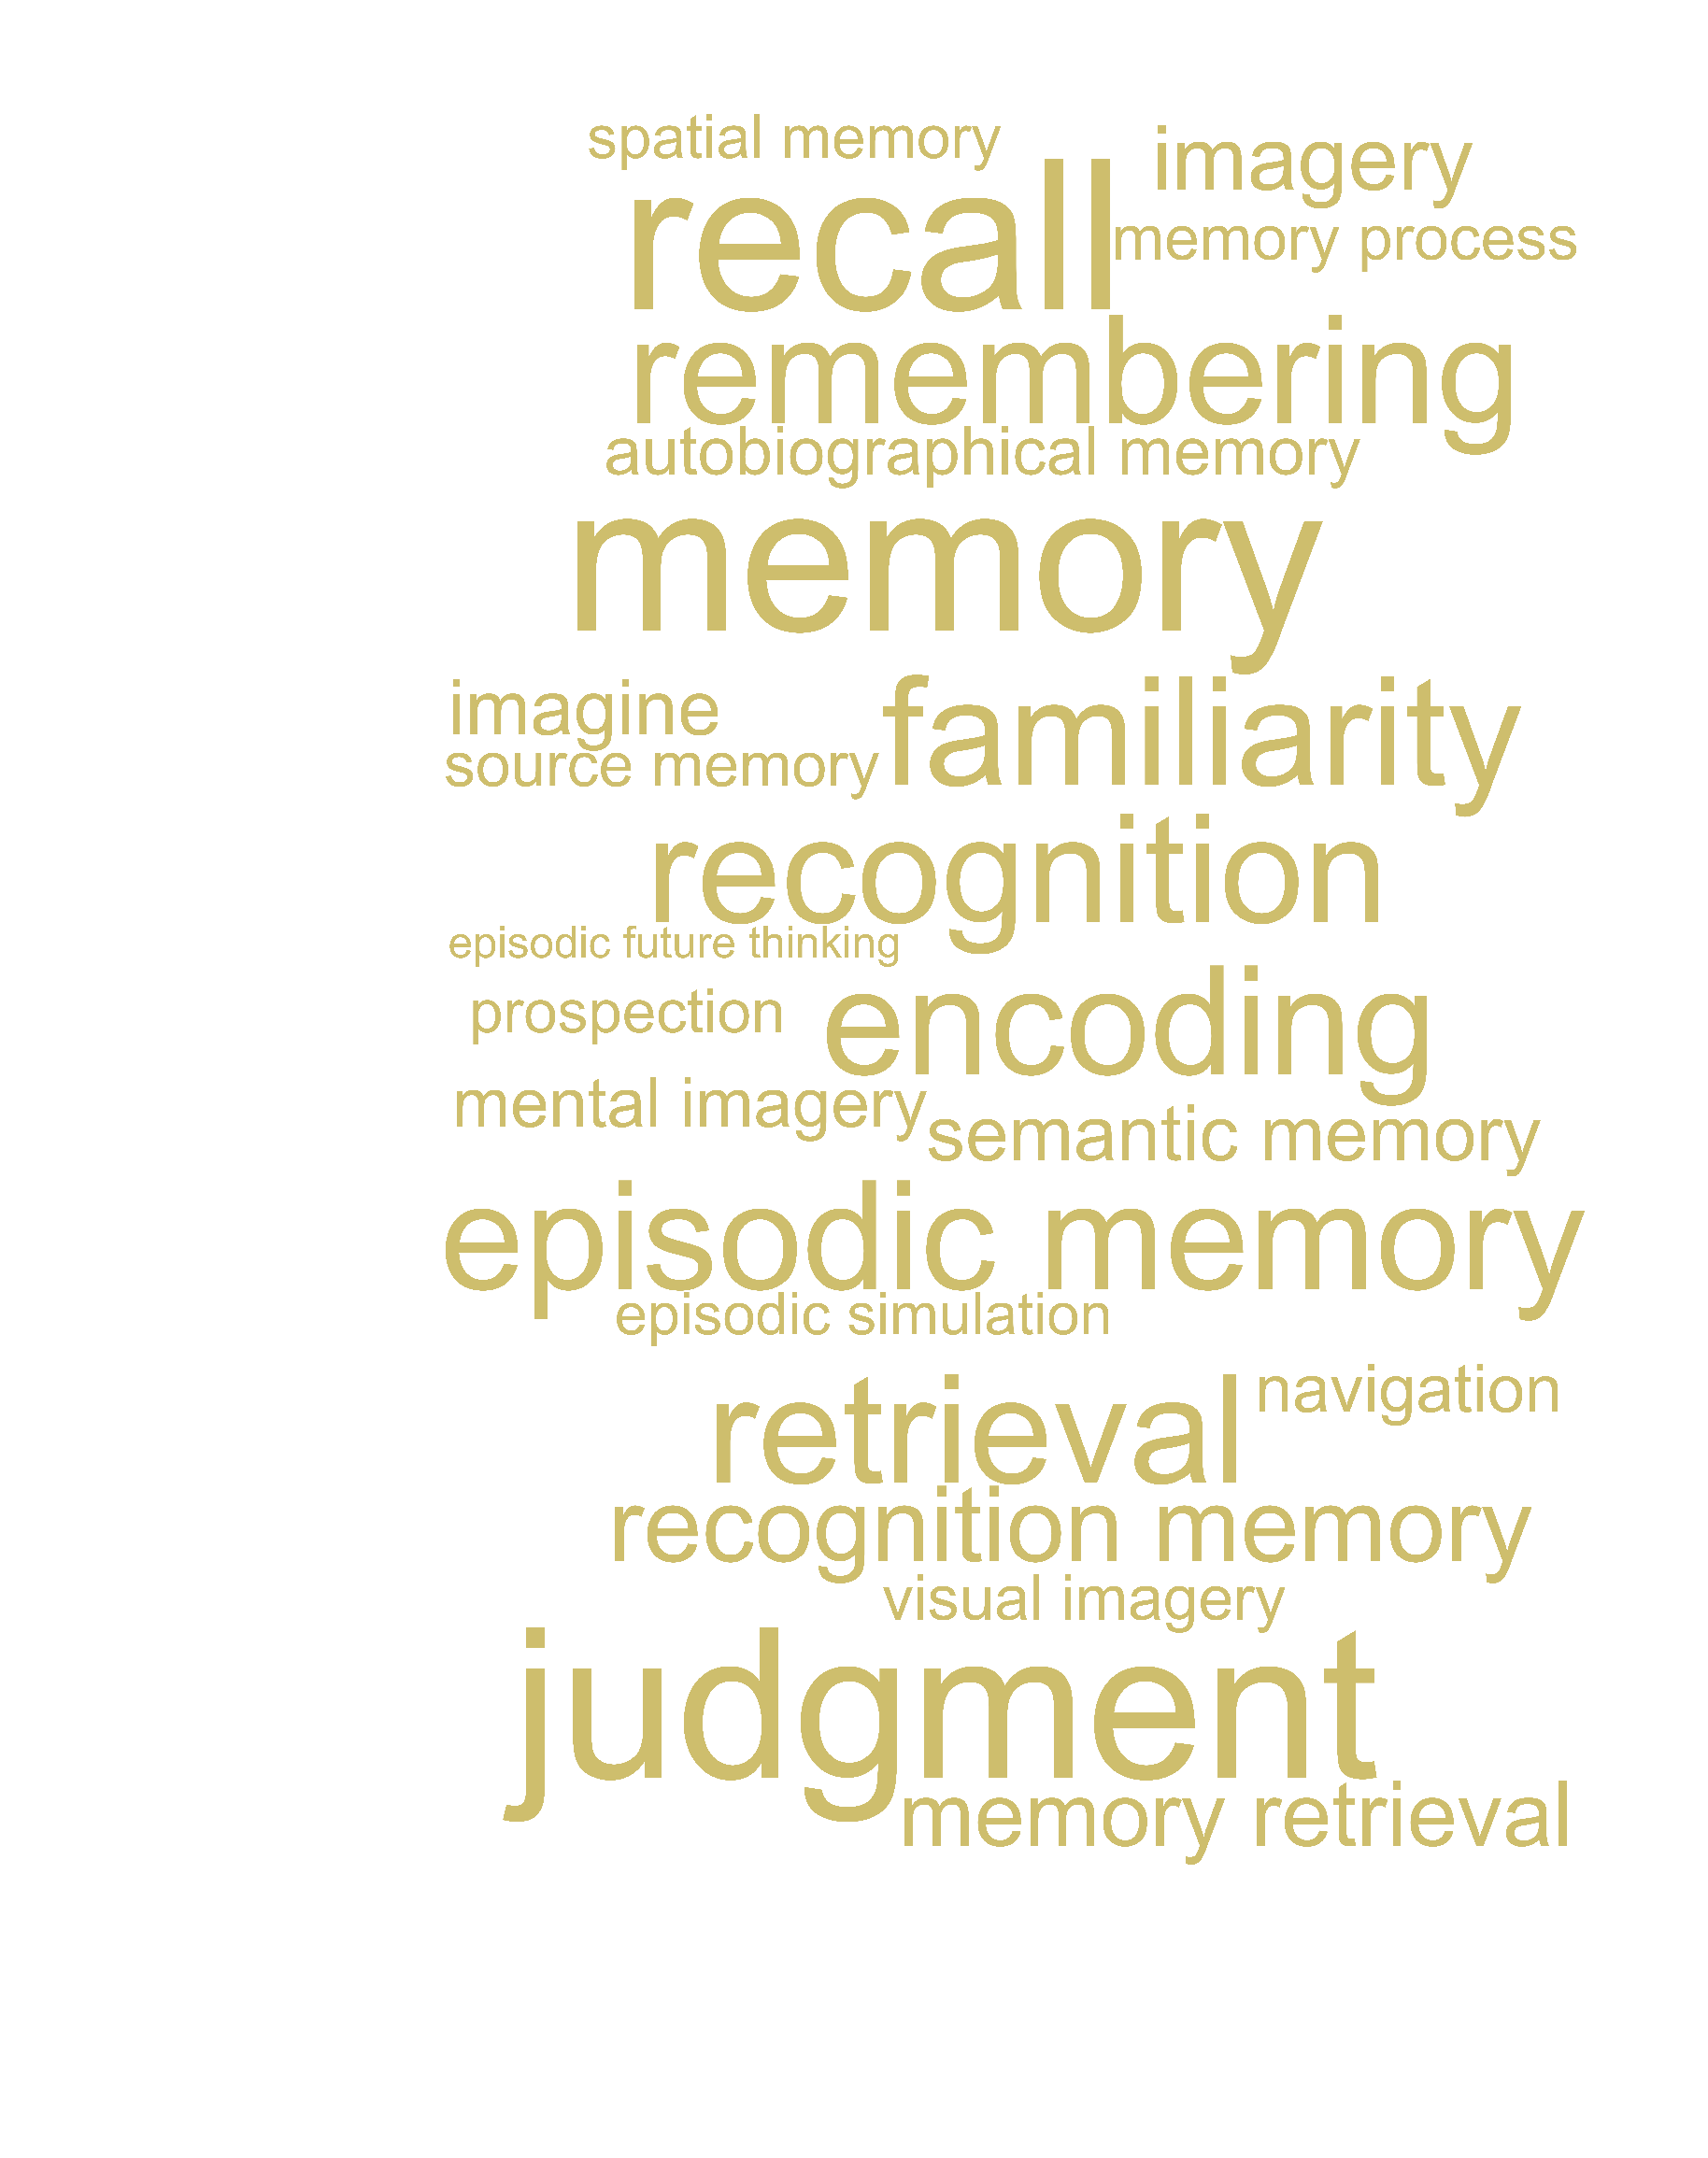 spatial memory
imagery
recall
memory process
remembering
autobiographical memory
memory
imagine
familiarity
source memory
recognition
episodic future thinking
prospection
encoding
mental imagery
semantic memory
episodic memory
episodic simulation
retrieval
navigation
recognition memory
visual imagery
judgment
memory retrieval